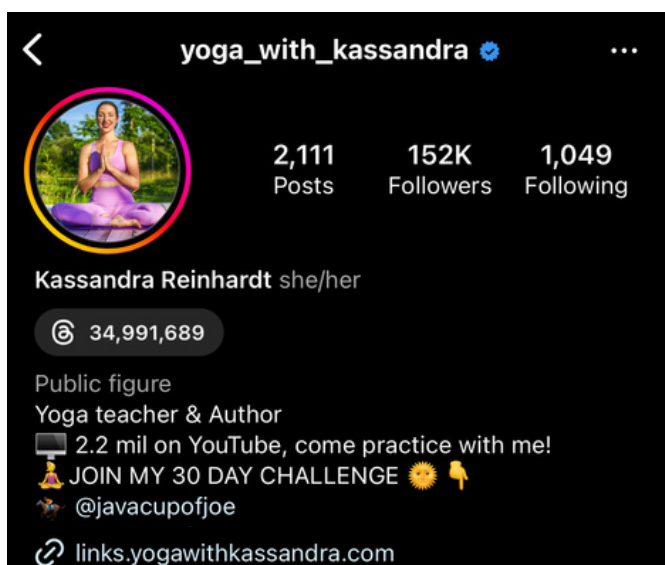 yoga_with_kassandra
2,111 152K 1,049
Posts Followers Following
Kassandra Reinhardt she/her
34,991,689
Public figure
Yoga teacher & Author
🖥️ 2.2 mil on YouTube, come practice with me!
🧘‍♀️JOIN MY 30 DAY CHALLENGE 🌞 👇
🏇 @javacupofjoe
links.yogawithkassandra.com